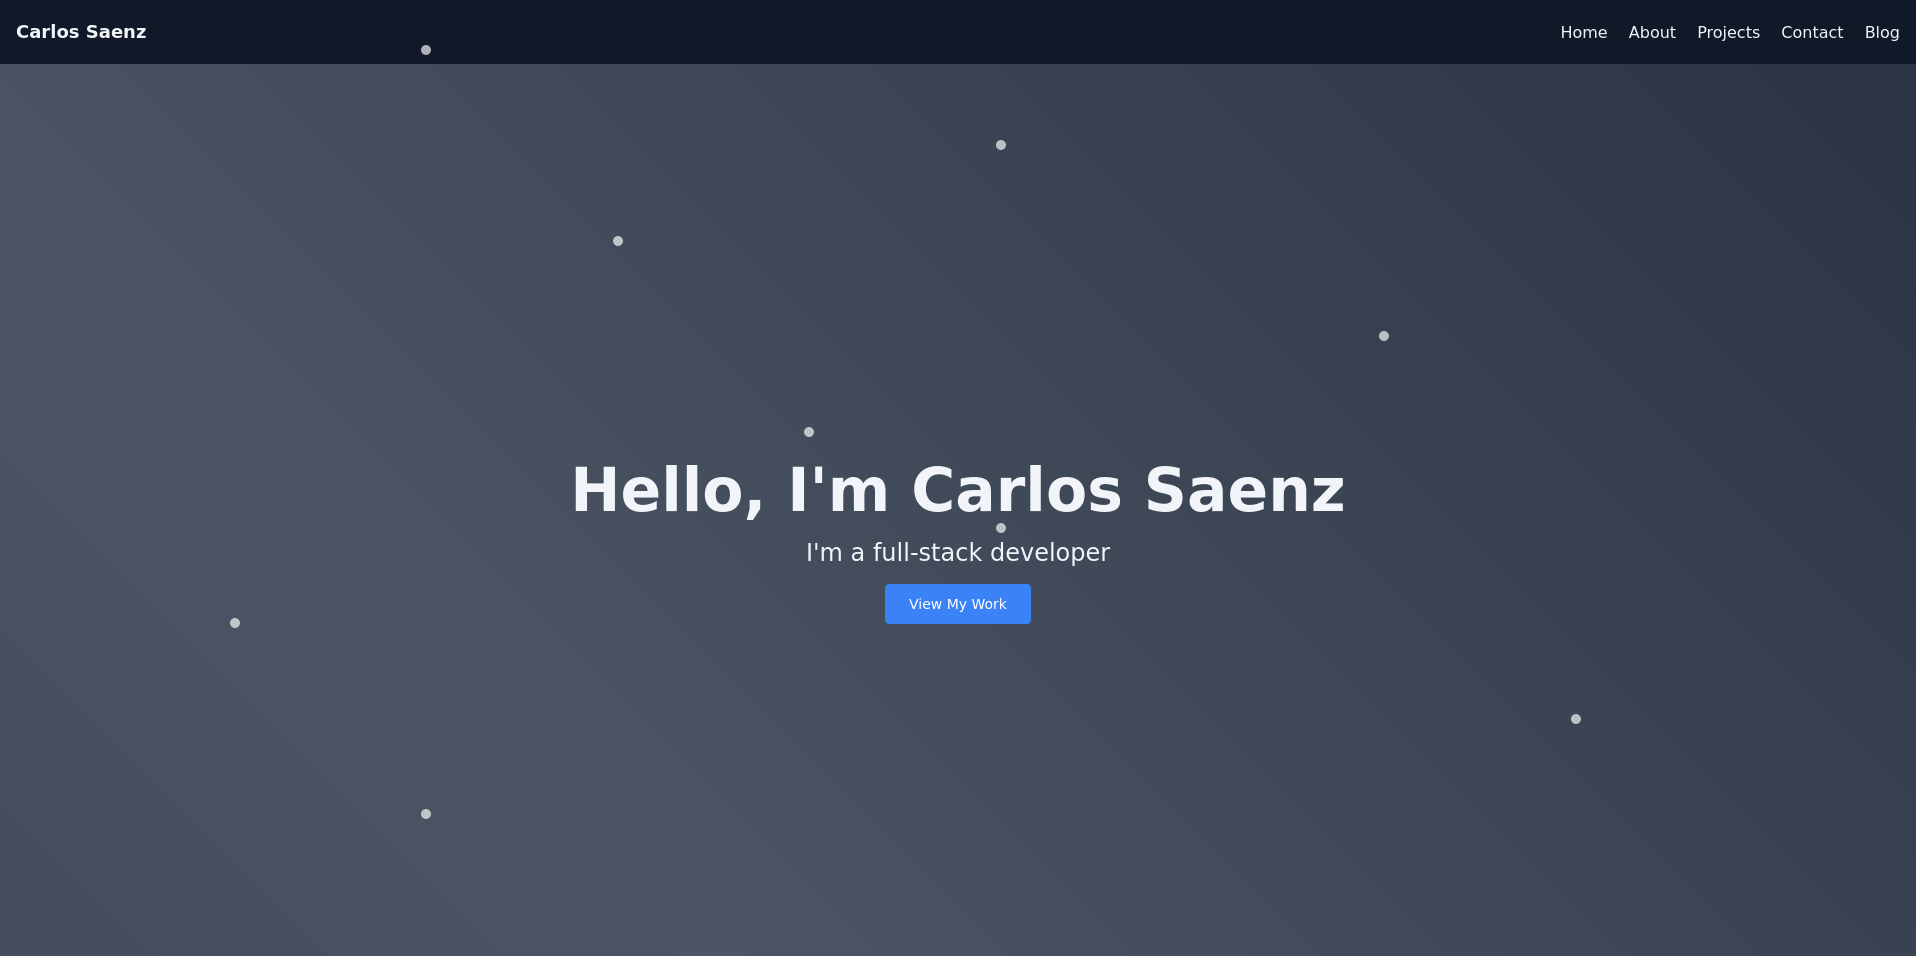 Carlos Saenz
Home About Projects Contact Blog
Hello, I'm Carlos Saenz
I'm a full-stack developer
View My Work